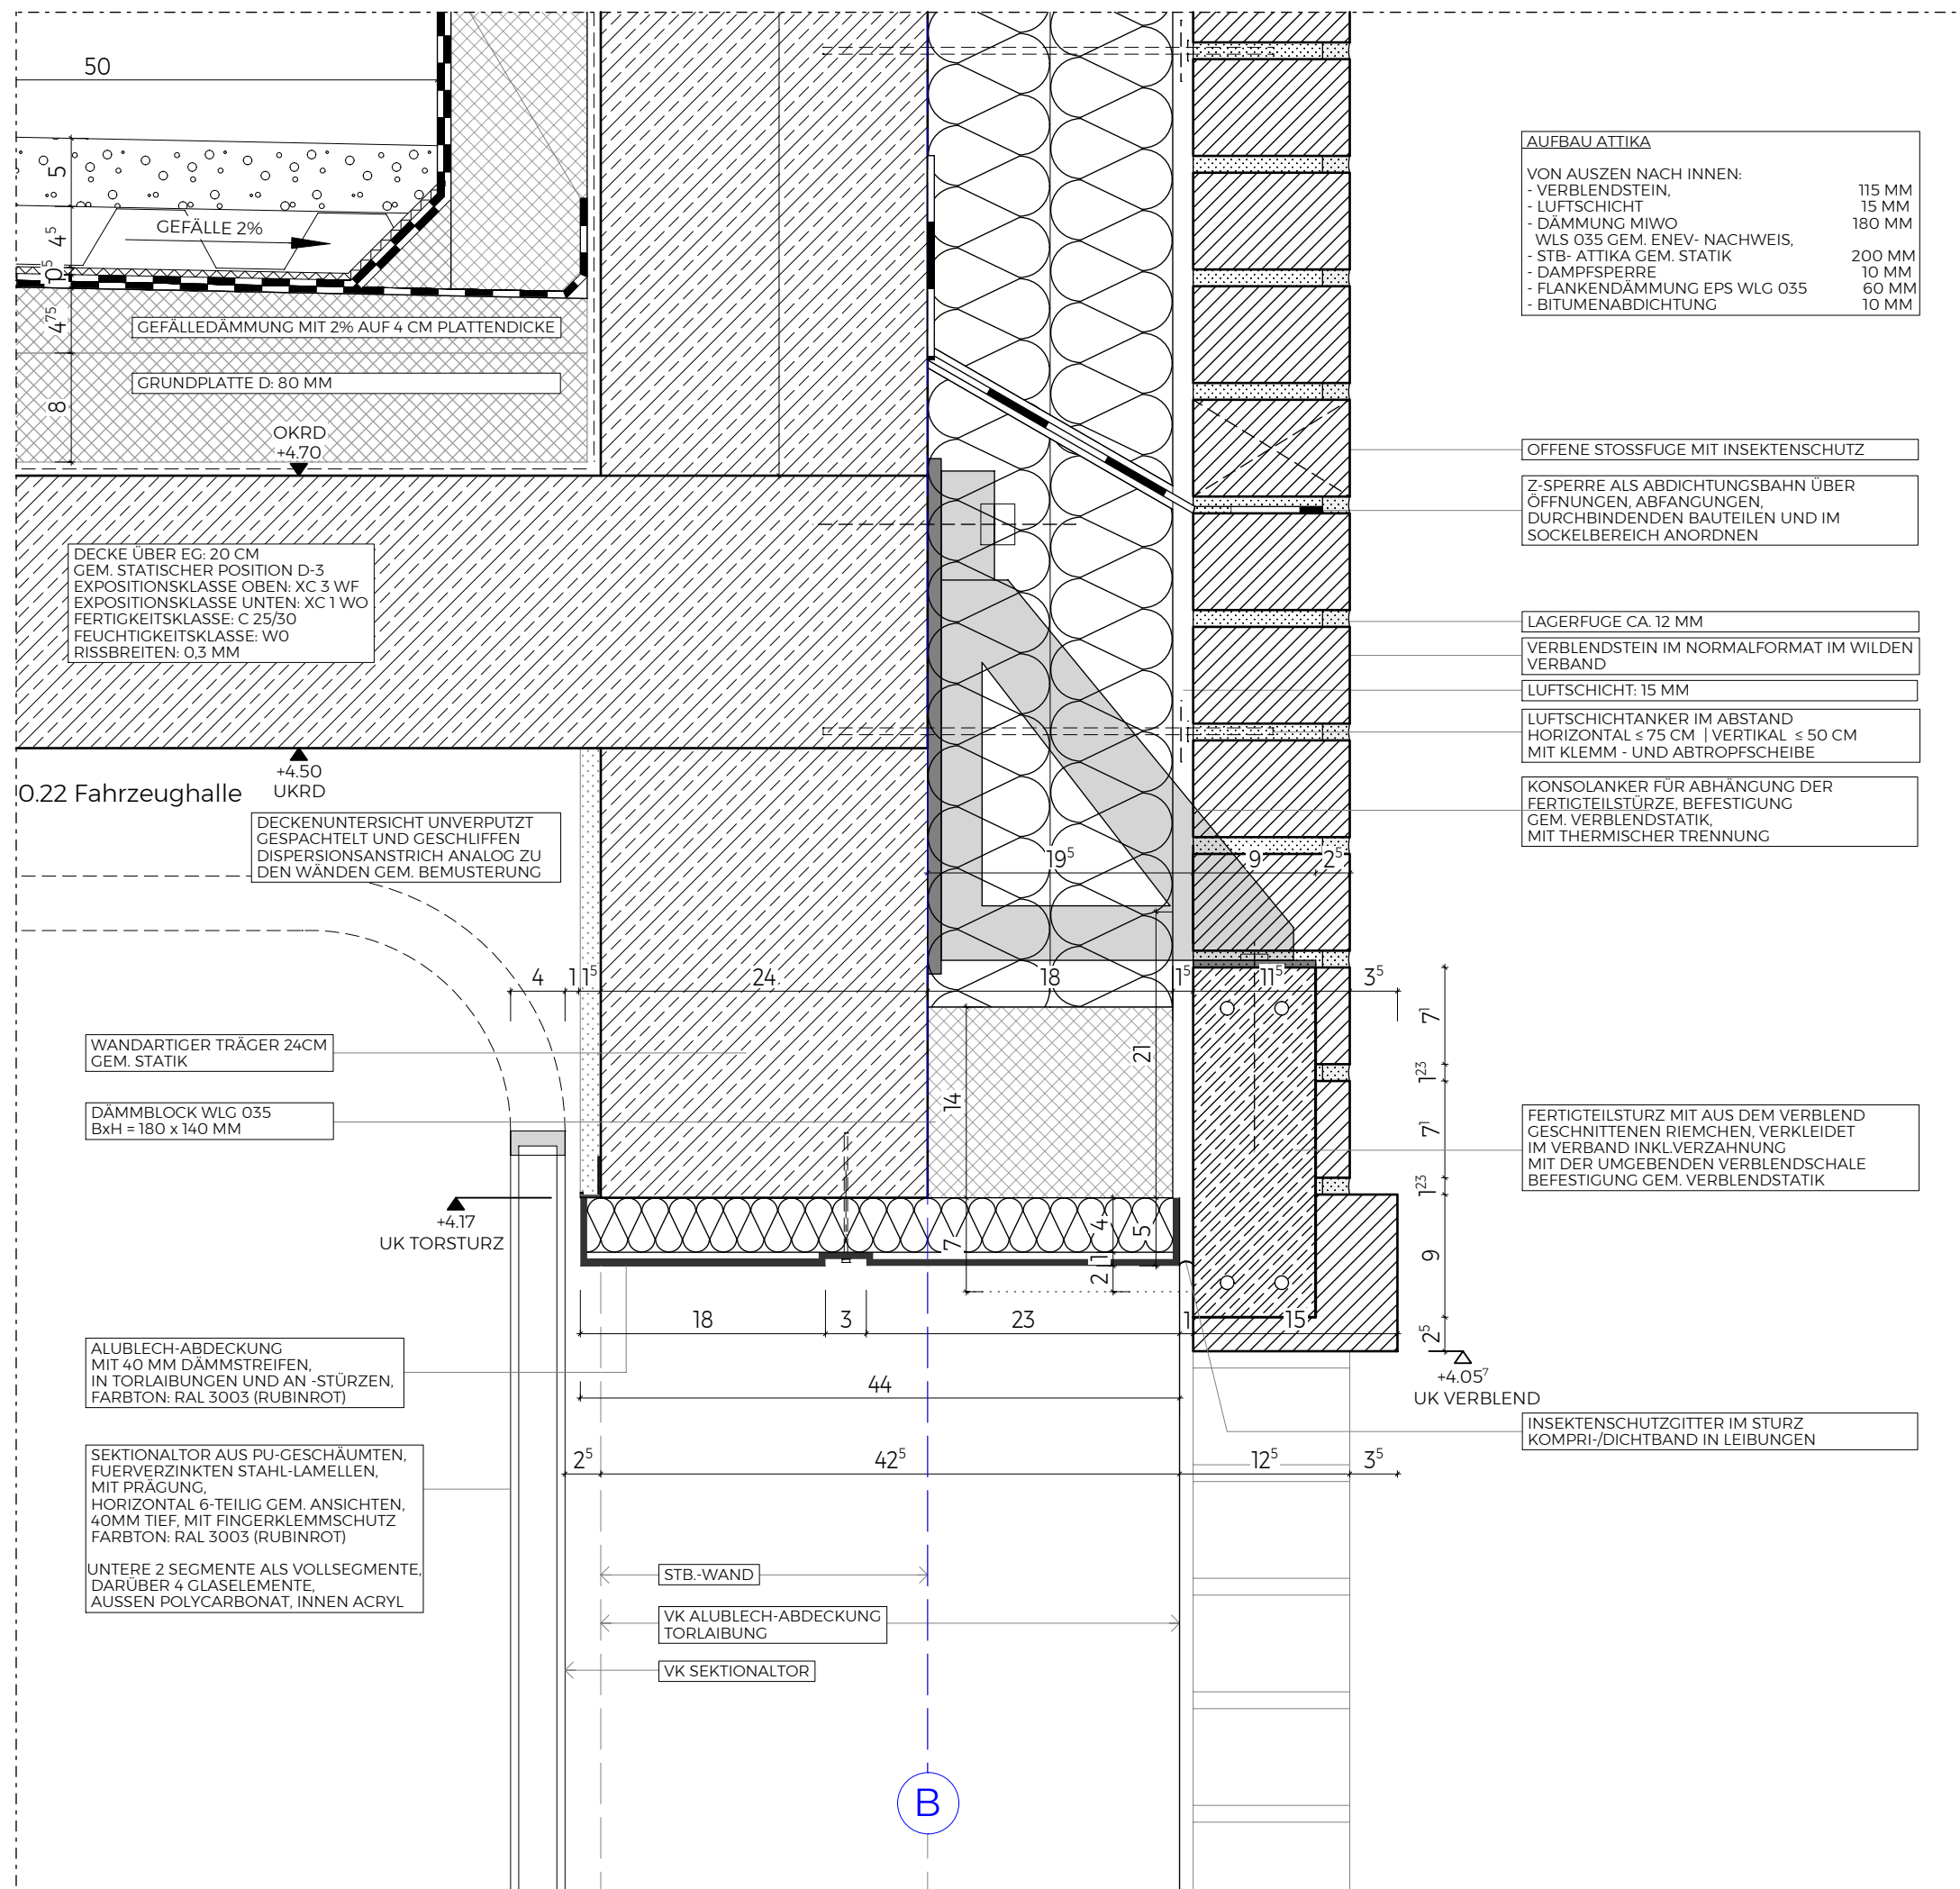 50
5
4⁵
10⁵
4⁷⁵
8
GEFÄLLE 2%
GEFÄLLEDÄMMUNG MIT 2% AUF 4 CM PLATTENDICKE
GRUNDPLATTE D: 80 MM
OKRD
+4.70
DECKE ÜBER EG: 20 CM
GEM. STATISCHER POSITION D-3
EXPOSITIONSKLASSE OBEN: XC 3 WF
EXPOSITIONSKLASSE UNTEN: XC 1 WO
FERTIGKEITSKLASSE: C 25/30
FEUCHTIGKEITSKLASSE: W0
RISSBREITEN: 0,3 MM
+4.50
UKRD
0.22 Fahrzeughalle
DECKENUNTERSICHT UNVERPUTZT
GESPACHTELT UND GESCHLIFFEN
DISPERSIONSANSTRICH ANALOG ZU
DEN WÄNDEN GEM. BEMUSTERUNG
AUFBAU ATTIKA
VON AUSZEN NACH INNEN:
- VERBLENDSTEIN, 115 MM
- LUFTSCHICHT 15 MM
- DÄMMUNG MIWO 180 MM
WLS 035 GEM. ENEV- NACHWEIS,
- STB- ATTIKA GEM. STATIK 200 MM
- DAMPFSPERRE 10 MM
- FLANKENDÄMMUNG EPS WLG 035 60 MM
- BITUMENABDICHTUNG 10 MM
OFFENE STOSSFUGE MIT INSEKTENSCHUTZ
Z-SPERRE ALS ABDICHTUNGSBAHN ÜBER
ÖFFNUNGEN, ABFANGUNGEN,
DURCHBINDENDEN BAUTEILEN UND IM
SOCKELBEREICH ANORDNEN
LAGERFUGE CA. 12 MM
VERBLENDSTEIN IM NORMALFORMAT IM WILDEN
VERBAND
LUFTSCHICHT: 15 MM
LUFTSCHICHTANKER IM ABSTAND
HORIZONTAL ≤ 75 CM | VERTIKAL ≤ 50 CM
MIT KLEMM - UND ABTROPFSCHEIBE
KONSOLANKER FÜR ABHÄNGUNG DER
FERTIGTEILSTÜRZE, BEFESTIGUNG
GEM. VERBLENDSTATIK,
MIT THERMISCHER TRENNUNG
19⁵ 9 2⁵
4 1 1⁵ 24 18 1⁵ 11⁵ 3⁵
WANDARTIGER TRÄGER 24CM
GEM. STATIK
DÄMMBLOCK WLG 035
BxH = 180 x 140 MM
14
21
7
4
1
2
5
7¹
1²³
7¹
1²³
9
2⁵
FERTIGTEILSTURZ MIT AUS DEM VERBLEND
GESCHNITTENEN RIEMCHEN, VERKLEIDET
IM VERBAND INKL.VERZAHNUNG
MIT DER UMGEBENDEN VERBLENDSCHALE
BEFESTIGUNG GEM. VERBLENDSTATIK
+4.17
UK TORSTURZ
18 3 23 1 15
+4.05⁷
UK VERBLEND
ALUBLECH-ABDECKUNG
MIT 40 MM DÄMMSTREIFEN,
IN TORLAIBUNGEN UND AN -STÜRZEN,
FARBTON: RAL 3003 (RUBINROT)
44
INSEKTENSCHUTZGITTER IM STURZ
KOMPRI-/DICHTBAND IN LEIBUNGEN
2⁵ 42⁵ 12⁵ 3⁵
SEKTIONALTOR AUS PU-GESCHÄUMTEN,
FUERVERZINKTEN STAHL-LAMELLEN,
MIT PRÄGUNG,
HORIZONTAL 6-TEILIG GEM. ANSICHTEN,
40MM TIEF, MIT FINGERKLEMMSCHUTZ
FARBTON: RAL 3003 (RUBINROT)
UNTERE 2 SEGMENTE ALS VOLLSEGMENTE,
DARÜBER 4 GLASELEMENTE,
AUSSEN POLYCARBONAT, INNEN ACRYL
STB.-WAND
VK ALUBLECH-ABDECKUNG
TORLAIBUNG
VK SEKTIONALTOR
B